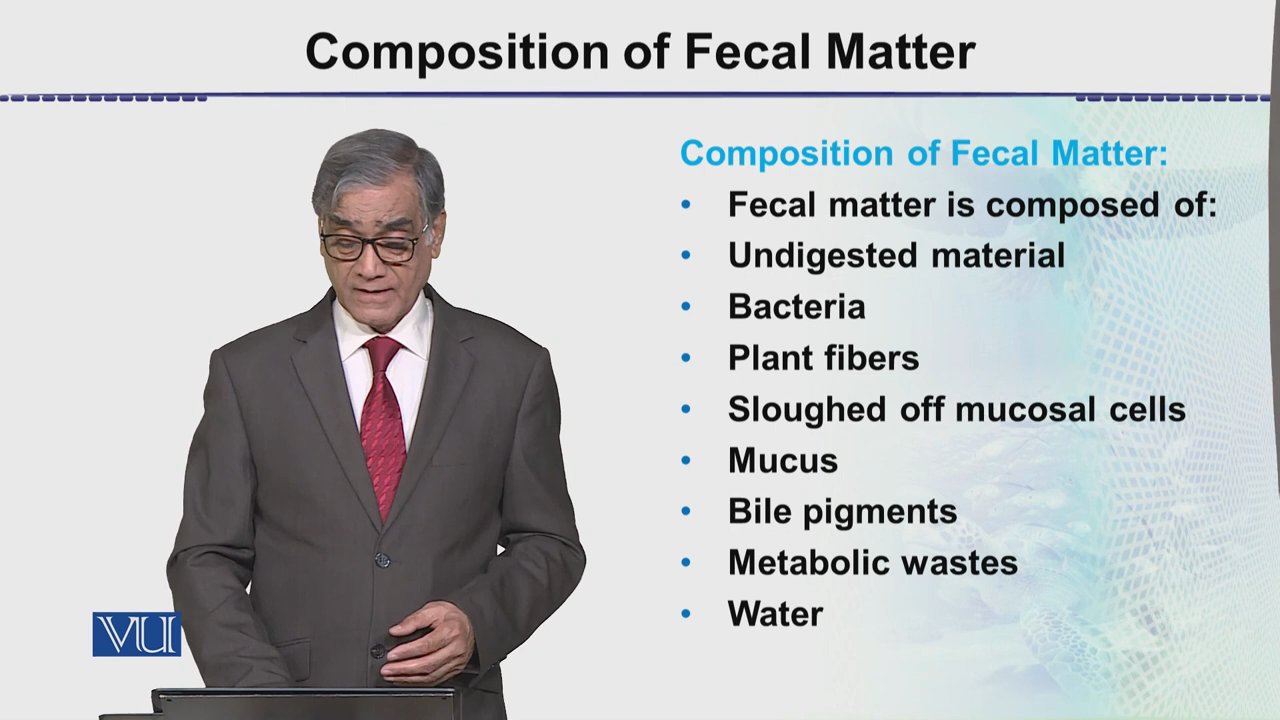 Composition of Fecal Matter
Composition of Fecal Matter:
• Fecal matter is composed of:
• Undigested material
• Bacteria
• Plant fibers
• Sloughed off mucosal cells
• Mucus
• Bile pigments
• Metabolic wastes
• Water
VU